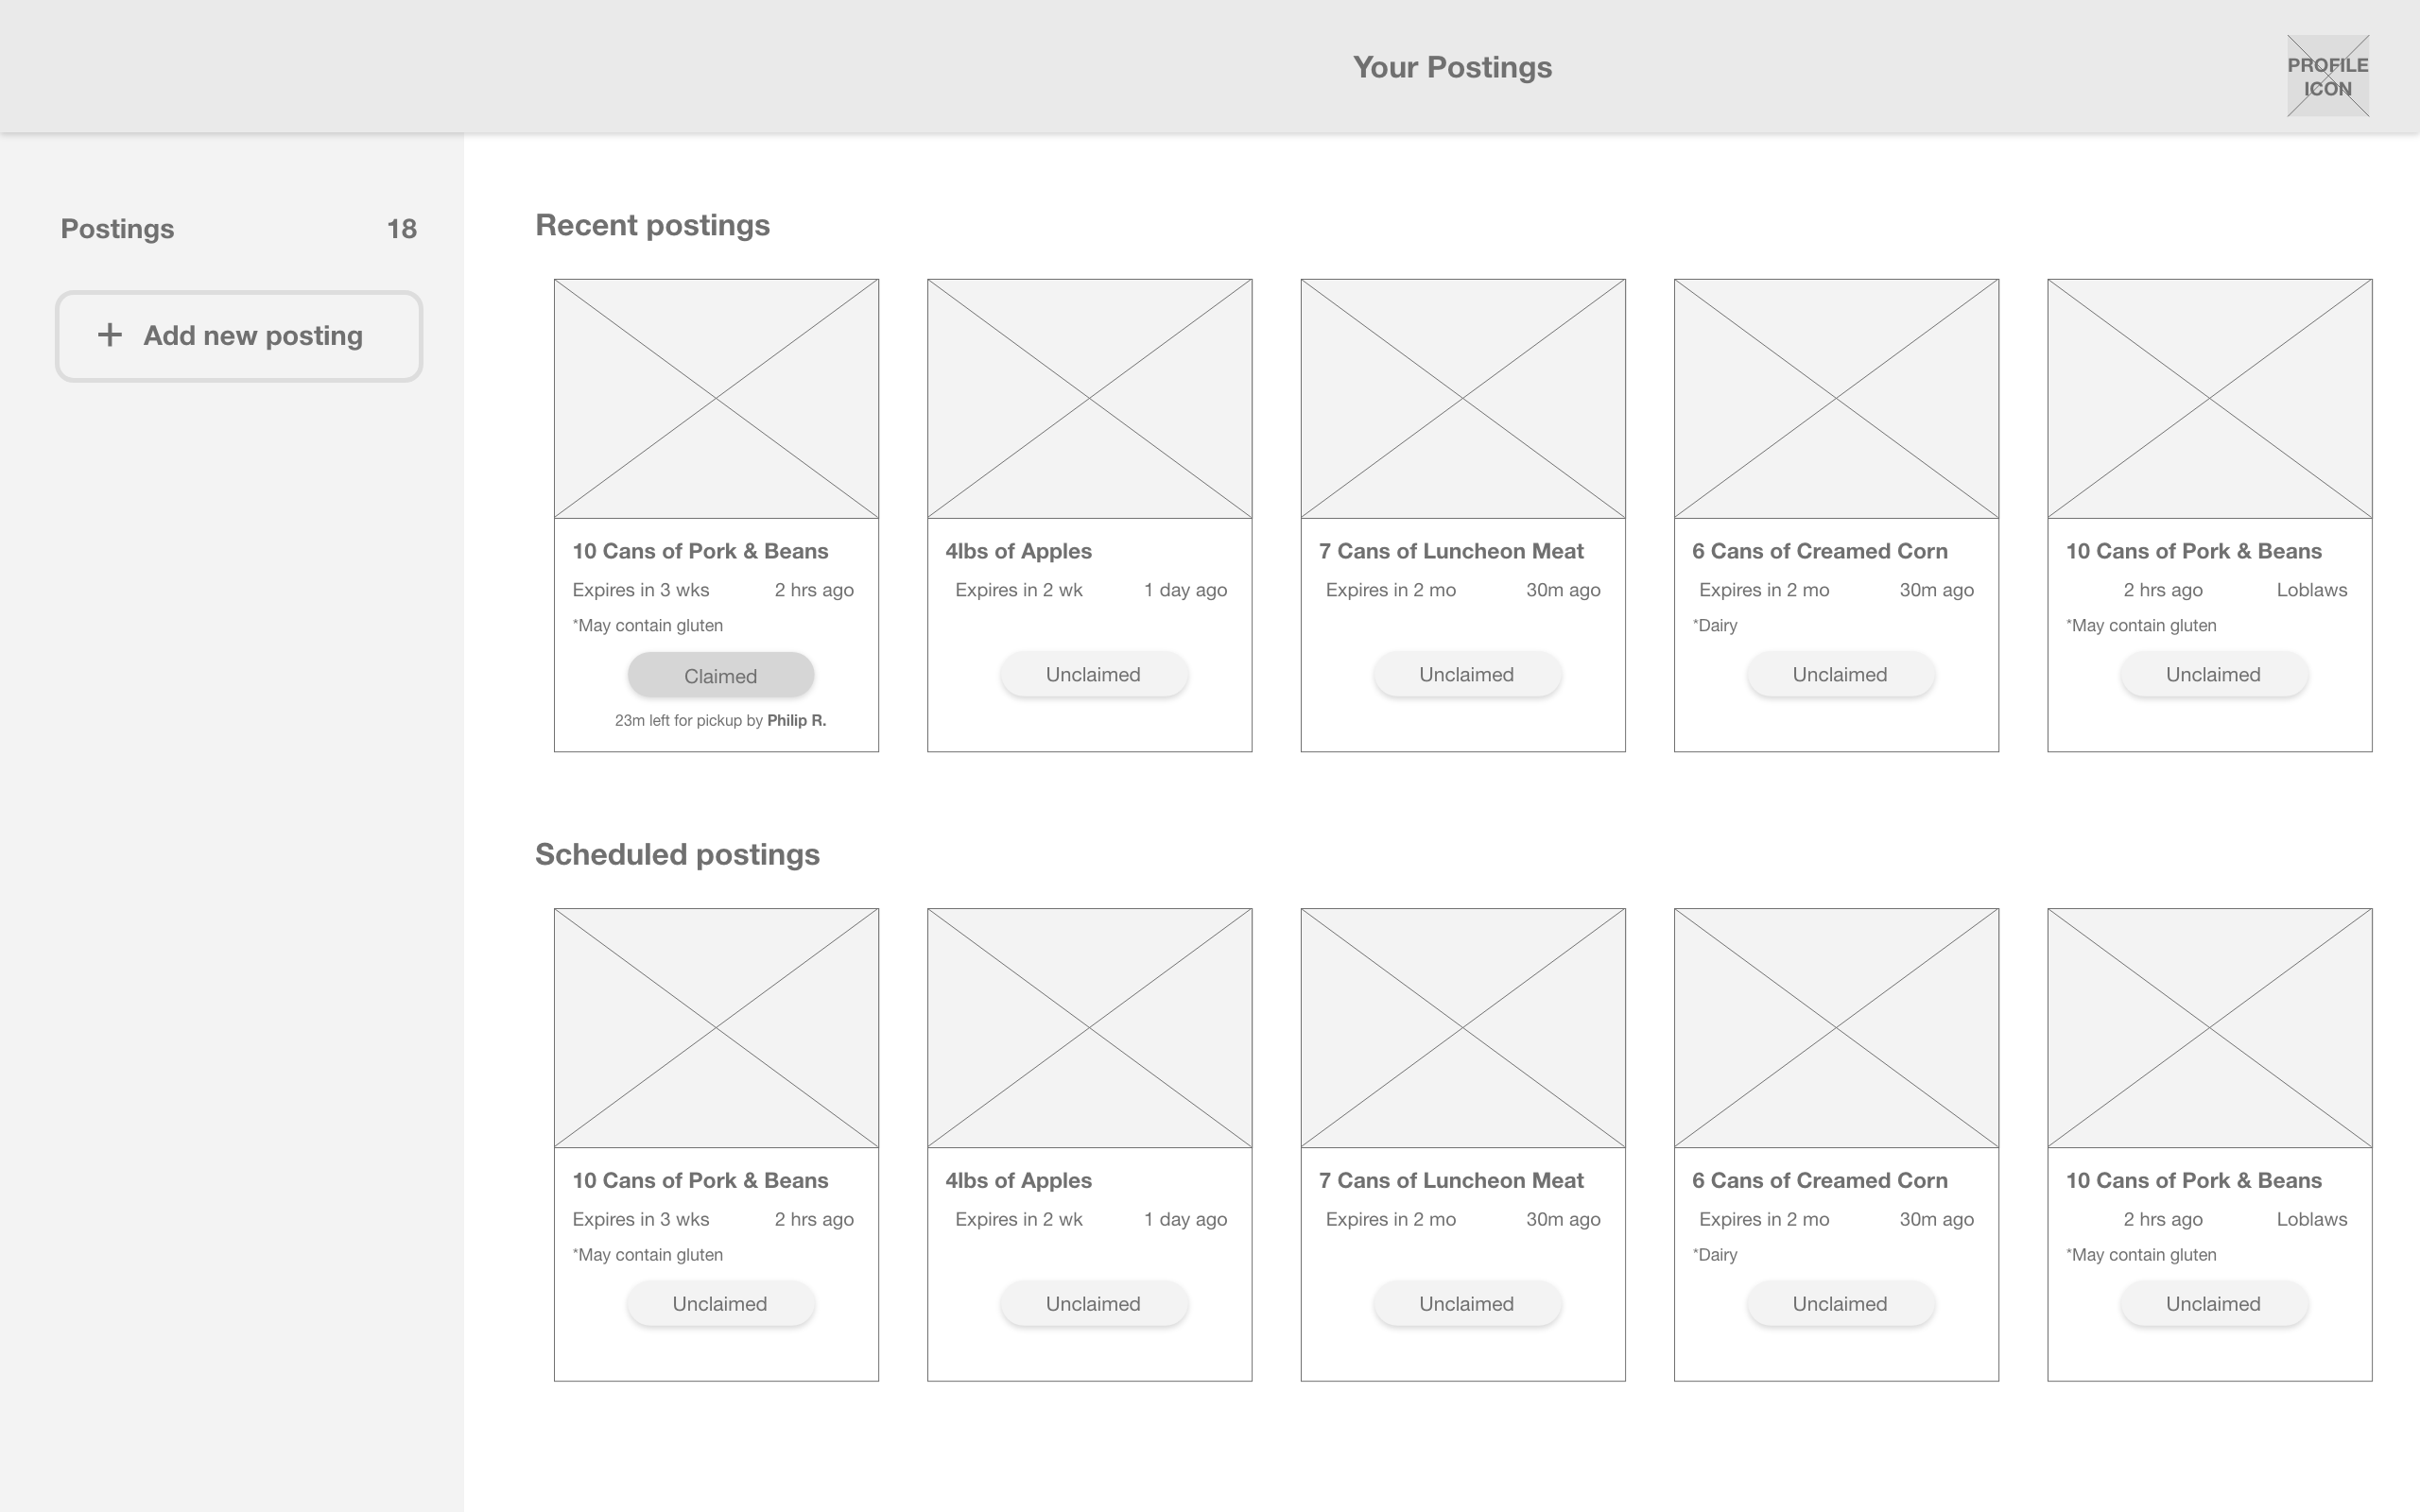 Your Postings
PROFILE
ICON
Postings 18
+ Add new posting
Recent postings
10 Cans of Pork & Beans
Expires in 3 wks 2 hrs ago
*May contain gluten
Claimed
23m left for pickup by Philip R.
4lbs of Apples
Expires in 2 wk 1 day ago
Unclaimed
7 Cans of Luncheon Meat
Expires in 2 mo 30m ago
Unclaimed
6 Cans of Creamed Corn
Expires in 2 mo 30m ago
*Dairy
Unclaimed
10 Cans of Pork & Beans
2 hrs ago Loblaws
*May contain gluten
Unclaimed
Scheduled postings
10 Cans of Pork & Beans
Expires in 3 wks 2 hrs ago
*May contain gluten
Unclaimed
4lbs of Apples
Expires in 2 wk 1 day ago
Unclaimed
7 Cans of Luncheon Meat
Expires in 2 mo 30m ago
Unclaimed
6 Cans of Creamed Corn
Expires in 2 mo 30m ago
*Dairy
Unclaimed
10 Cans of Pork & Beans
2 hrs ago Loblaws
*May contain gluten
Unclaimed